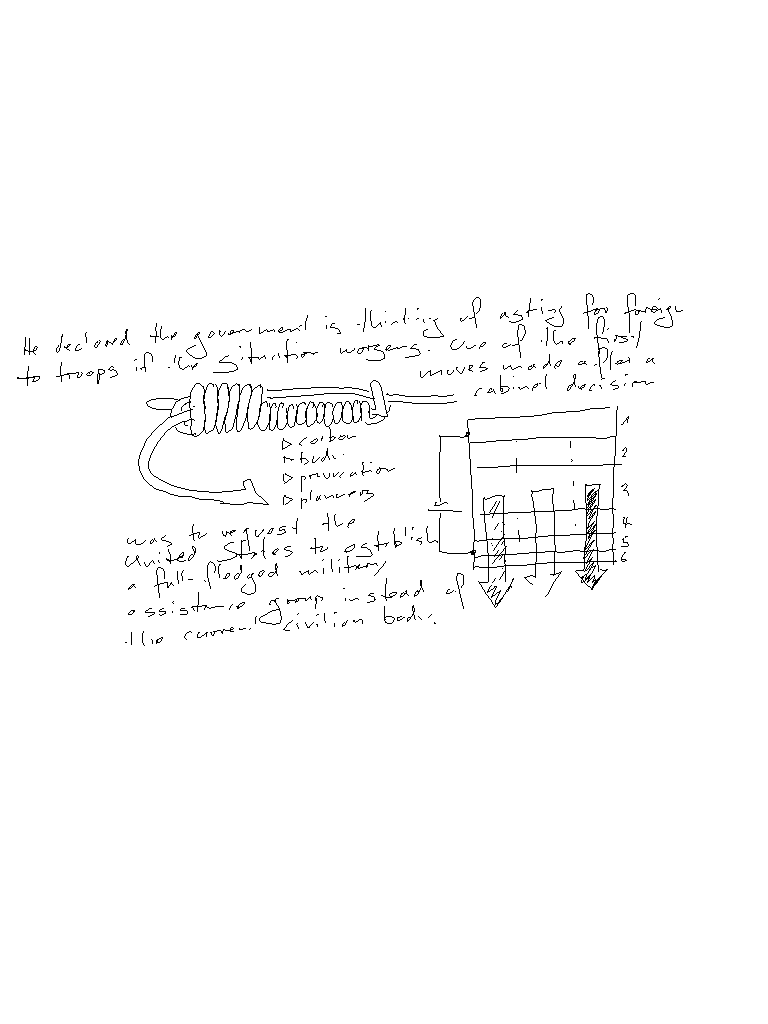 He declared the government is thinking of asking for foreign
to troops if the situation worsens. One of the first
moves made after a
cabinet decision
carbon
body
provocation
planners
1
2
3
4
5
6
was to request the
United States to establish
a full-fledged military
assistance group instead of
the current civilian body.